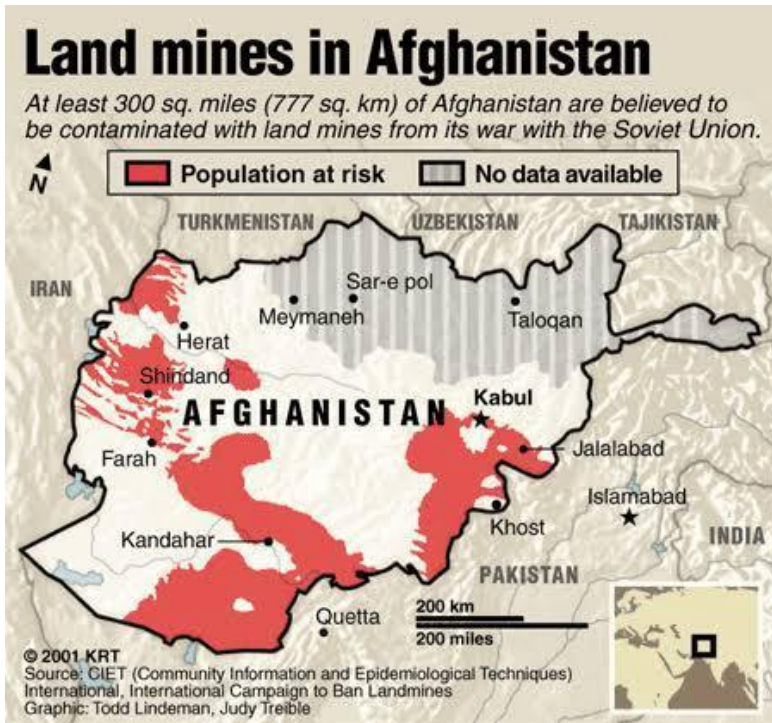 Land mines in Afghanistan
At least 300 sq. miles (777 sq. km) of Afghanistan are believed to
be contaminated with land mines from its war with the Soviet Union.
N
Population at risk
No data available
TURKMENISTAN
UZBEKISTAN
TAJIKISTAN
IRAN
Sar-e pol
Meymaneh
Taloqan
Herat
Shindand
Kabul
AFGHANISTAN
Farah
Jalalabad
Islamabad
Khost
Kandahar
INDIA
PAKISTAN
200 km
200 miles
Quetta
© 2001 KRT
Source: CIET (Community Information and Epidemiological Techniques)
International, International Campaign to Ban Landmines
Graphic: Todd Lindeman, Judy Treible